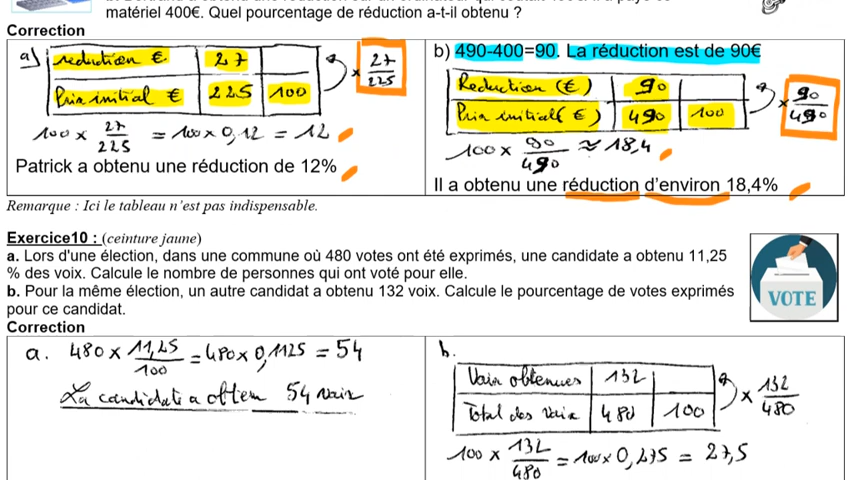 matériel 400€. Quel pourcentage de réduction a-t-il obtenu ?
Correction
a) reduction €. 27
Prix initial € 225 100
× 27/225
100 × 27/225 = 100 × 0,12 = 12
Patrick a obtenu une réduction de 12%
b) 490-400=90. La réduction est de 90€
Reduction (€) 90
Prix initial (€) 490 100
× 90/490
100 × 90/490 ≈ 18,4
Il a obtenu une réduction d'environ 18,4%
Remarque : Ici le tableau n'est pas indispensable.
Exercice10 : (ceinture jaune)
a. Lors d'une élection, dans une commune où 480 votes ont été exprimés, une candidate a obtenu 11,25
% des voix. Calcule le nombre de personnes qui ont voté pour elle.
b. Pour la même élection, un autre candidat a obtenu 132 voix. Calcule le pourcentage de votes exprimés
pour ce candidat.
VOTE
Correction
a. 480 × 11,25/100 = 480 × 0,1125 = 54
La candidate a obtenu 54 voix
b.
Voix obtenues 132
Total des voix 480 100
× 132/480
100 × 132/480 = 100 × 0,275 = 27,5